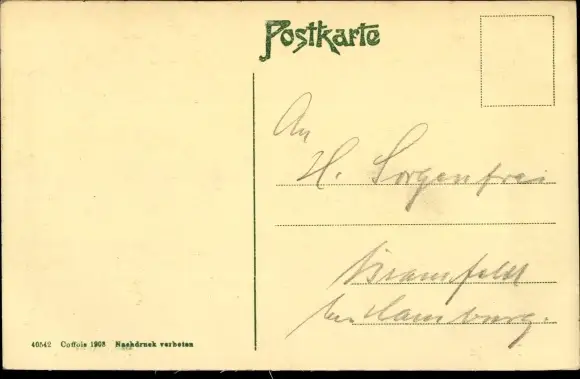 Postkarte
An
H. Sorgenfrei
Bramfeldt
bei Hamburg.
40542 Coffois 1908 Nachdruck verboten